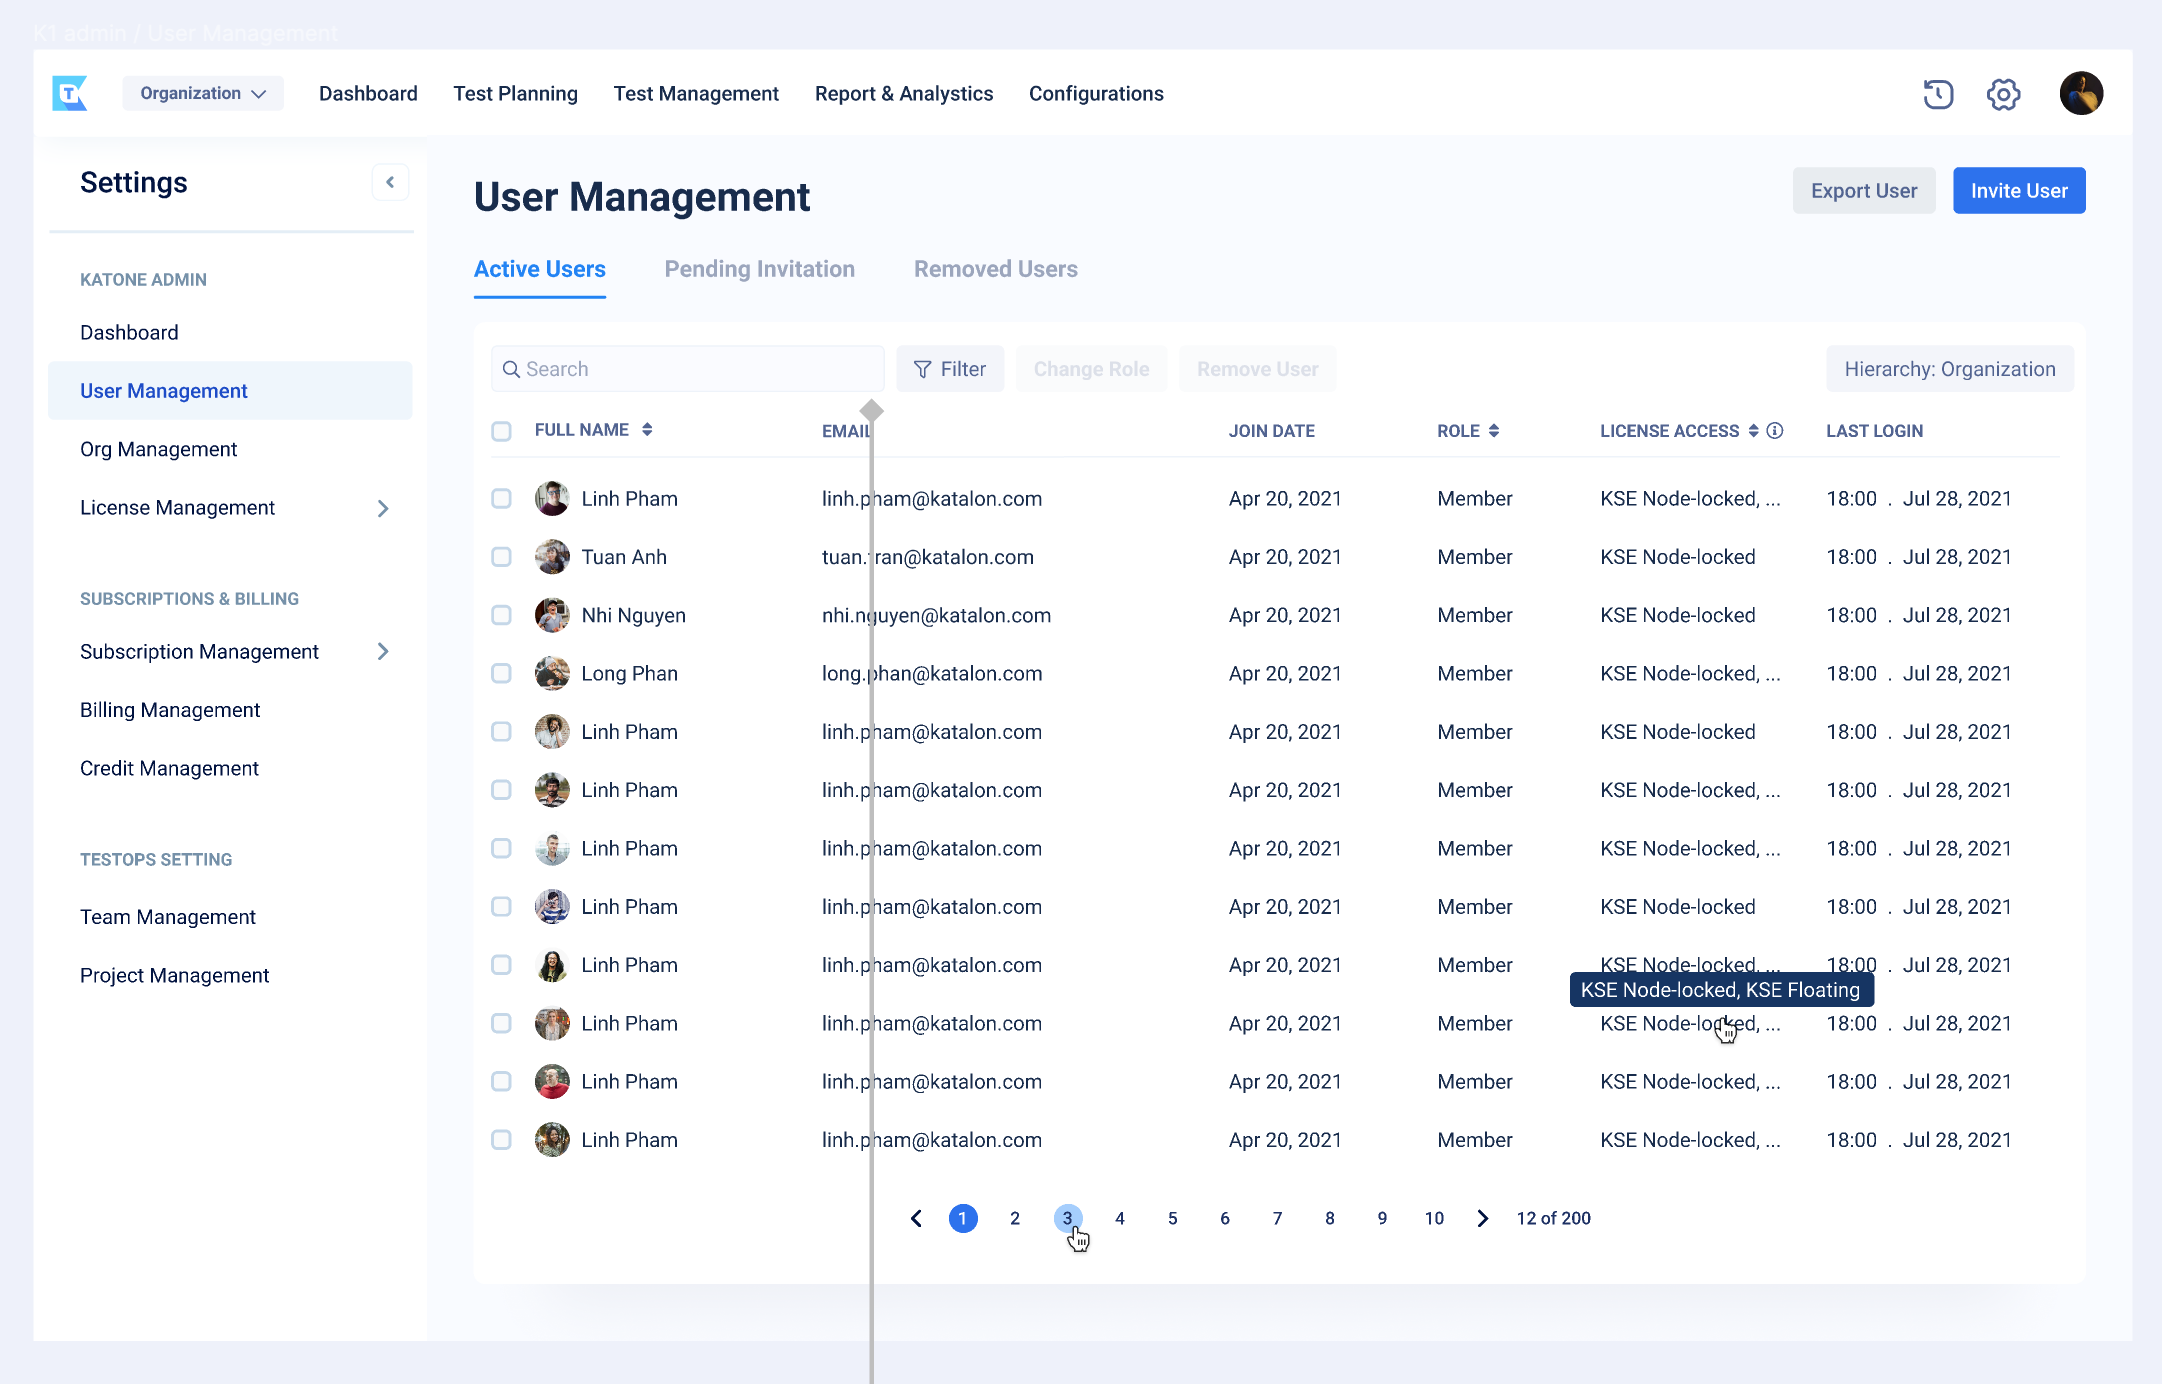 K1 admin / User Management
T
Organization
Dashboard
Test Planning
Test Management
Report & Analystics
Configurations
Settings
KATONE ADMIN
Dashboard
User Management
Org Management
License Management
SUBSCRIPTIONS & BILLING
Subscription Management
Billing Management
Credit Management
TESTOPS SETTING
Team Management
Project Management
User Management
Export User
Invite User
Active Users
Pending Invitation
Removed Users
Search
Filter
Change Role
Remove User
Hierarchy: Organization
FULL NAME EMAIL JOIN DATE ROLE LICENSE ACCESS LAST LOGIN
Linh Pham linh.pham@katalon.com Apr 20, 2021 Member KSE Node-locked, ... 18:00 . Jul 28, 2021
Tuan Anh tuan.tran@katalon.com Apr 20, 2021 Member KSE Node-locked 18:00 . Jul 28, 2021
Nhi Nguyen nhi.nguyen@katalon.com Apr 20, 2021 Member KSE Node-locked 18:00 . Jul 28, 2021
Long Phan long.phan@katalon.com Apr 20, 2021 Member KSE Node-locked, ... 18:00 . Jul 28, 2021
Linh Pham linh.pham@katalon.com Apr 20, 2021 Member KSE Node-locked 18:00 . Jul 28, 2021
Linh Pham linh.pham@katalon.com Apr 20, 2021 Member KSE Node-locked, ... 18:00 . Jul 28, 2021
Linh Pham linh.pham@katalon.com Apr 20, 2021 Member KSE Node-locked, ... 18:00 . Jul 28, 2021
Linh Pham linh.pham@katalon.com Apr 20, 2021 Member KSE Node-locked 18:00 . Jul 28, 2021
Linh Pham linh.pham@katalon.com Apr 20, 2021 Member KSE Node-locked, ... 18:00 . Jul 28, 2021
KSE Node-locked, KSE Floating
Linh Pham linh.pham@katalon.com Apr 20, 2021 Member KSE Node-locked, ... 18:00 . Jul 28, 2021
Linh Pham linh.pham@katalon.com Apr 20, 2021 Member KSE Node-locked, ... 18:00 . Jul 28, 2021
Linh Pham linh.pham@katalon.com Apr 20, 2021 Member KSE Node-locked, ... 18:00 . Jul 28, 2021
1 2 3 4 5 6 7 8 9 10 12 of 200